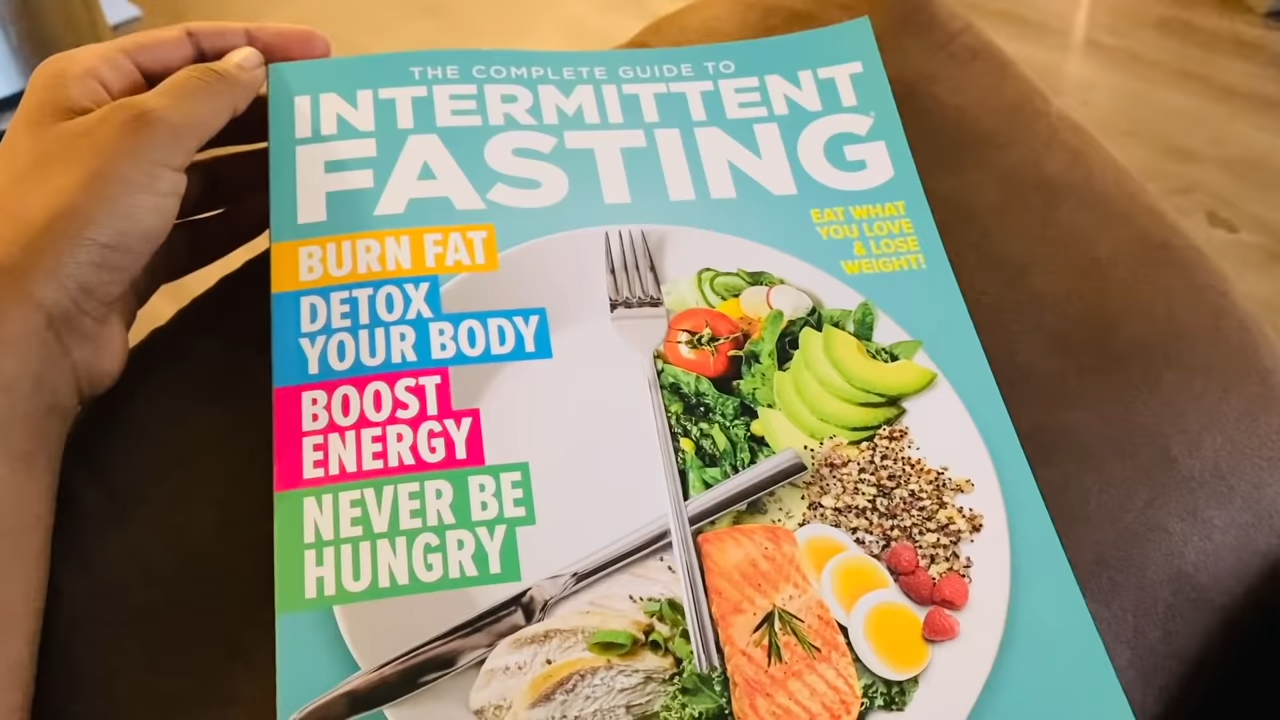 THE COMPLETE GUIDE TO
INTERMITTENT
FASTING
EAT WHAT
YOU LOVE
& LOSE
WEIGHT!
BURN FAT
DETOX
YOUR BODY
BOOST
ENERGY
NEVER BE
HUNGRY